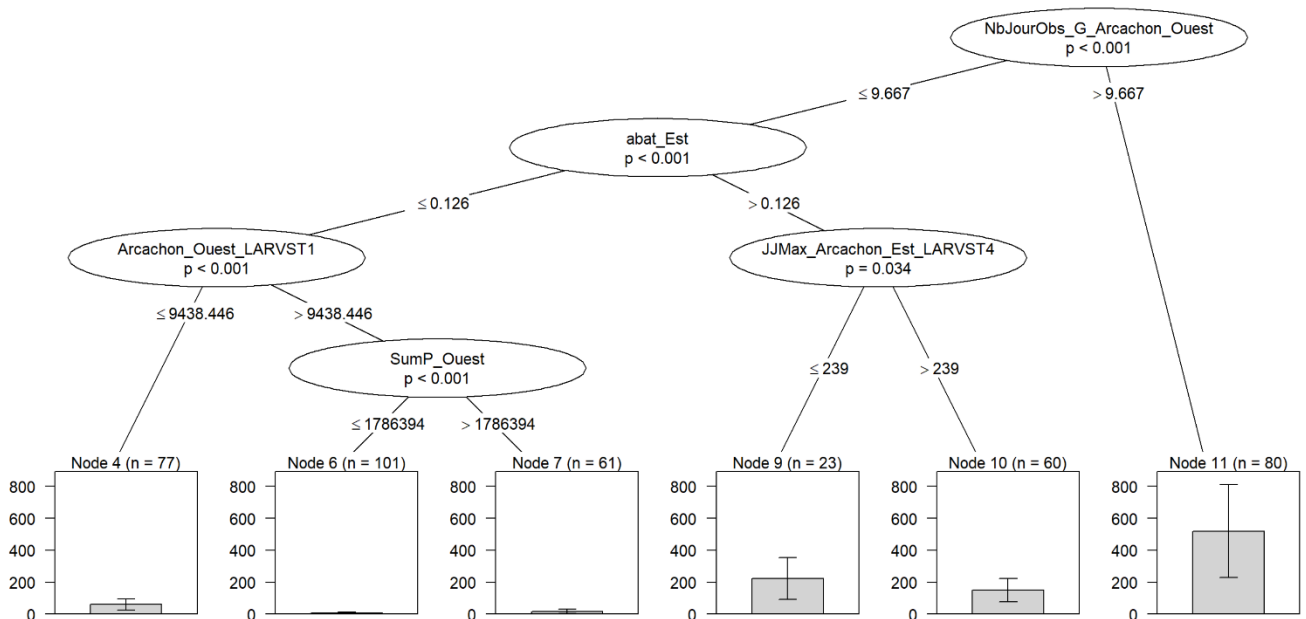 NbJourObs_G_Arcachon_Ouest
p < 0.001
≤ 9.667
> 9.667
abat_Est
p < 0.001
≤ 0.126
> 0.126
Arcachon_Ouest_LARVST1
p < 0.001
JJMax_Arcachon_Est_LARVST4
p = 0.034
≤ 9438.446
> 9438.446
SumP_Ouest
p < 0.001
≤ 239
> 239
≤ 1786394
> 1786394
Node 4 (n = 77)
800
600
400
200
0
Node 6 (n = 101)
800
600
400
200
0
Node 7 (n = 61)
800
600
400
200
0
Node 9 (n = 23)
800
600
400
200
0
Node 10 (n = 60)
800
600
400
200
0
Node 11 (n = 80)
800
600
400
200
0